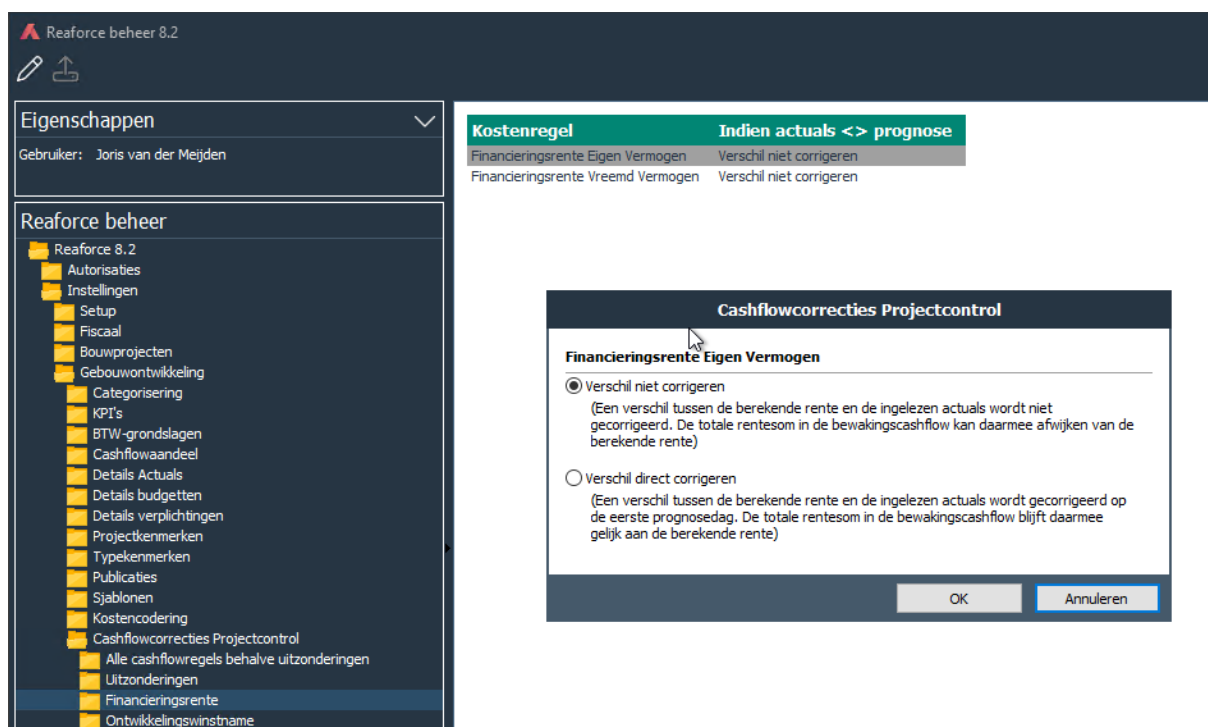 Reaforce beheer 8.2
Eigenschappen
Gebruiker: Joris van der Meijden
Reaforce beheer
Reaforce 8.2
Autorisaties
Instellingen
Setup
Fiscaal
Bouwprojecten
Gebouwontwikkeling
Categorisering
KPI's
BTW-grondslagen
Cashflowaandeel
Details Actuals
Details budgetten
Details verplichtingen
Projectkenmerken
Typekenmerken
Publicaties
Sjablonen
Kostencodering
Cashflowcorrecties Projectcontrol
Alle cashflowregels behalve uitzonderingen
Uitzonderingen
Financieringsrente
Ontwikkelingswinstname
Kostenregel Indien actuals <> prognose
Financieringsrente Eigen Vermogen Verschil niet corrigeren
Financieringsrente Vreemd Vermogen Verschil niet corrigeren
Cashflowcorrecties Projectcontrol
Financieringsrente Eigen Vermogen
Verschil niet corrigeren
(Een verschil tussen de berekende rente en de ingelezen actuals wordt niet
gecorrigeerd. De totale rentesom in de bewakingscashflow kan daarmee afwijken van de
berekende rente)
Verschil direct corrigeren
(Een verschil tussen de berekende rente en de ingelezen actuals wordt gecorrigeerd op
de eerste prognosedag. De totale rentesom in de bewakingscashflow blijft daarmee
gelijk aan de berekende rente)
OK Annuleren